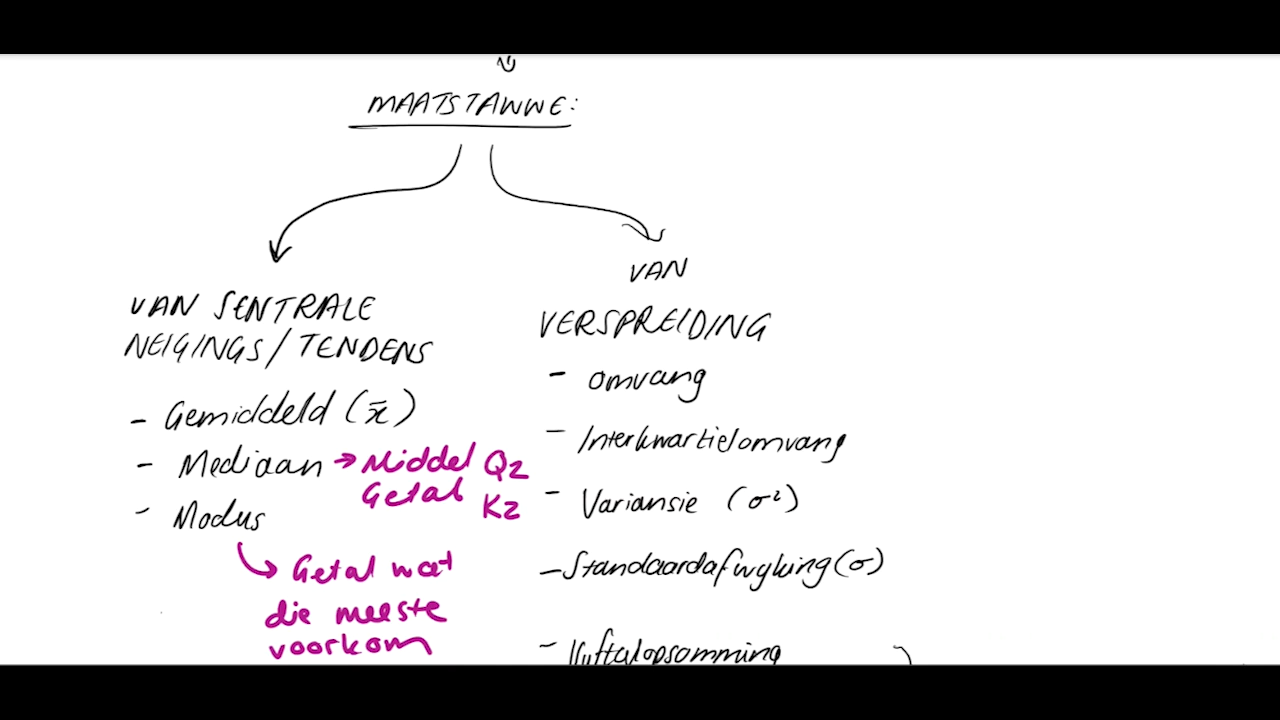 MAATSTAWWE:
VAN SENTRALE
NEIGINGS/TENDENS
- Gemiddeld (x̄)
- Mediaan → Middel Q2
Getal K2
- Modus
↳ Getal wat
die meeste
voorkom
VAN
VERSPREIDING
- Omvang
- Interkwartielomvang
- Variansie (σ²)
- Standaardafwyking (σ)
- Vyftalopsomming